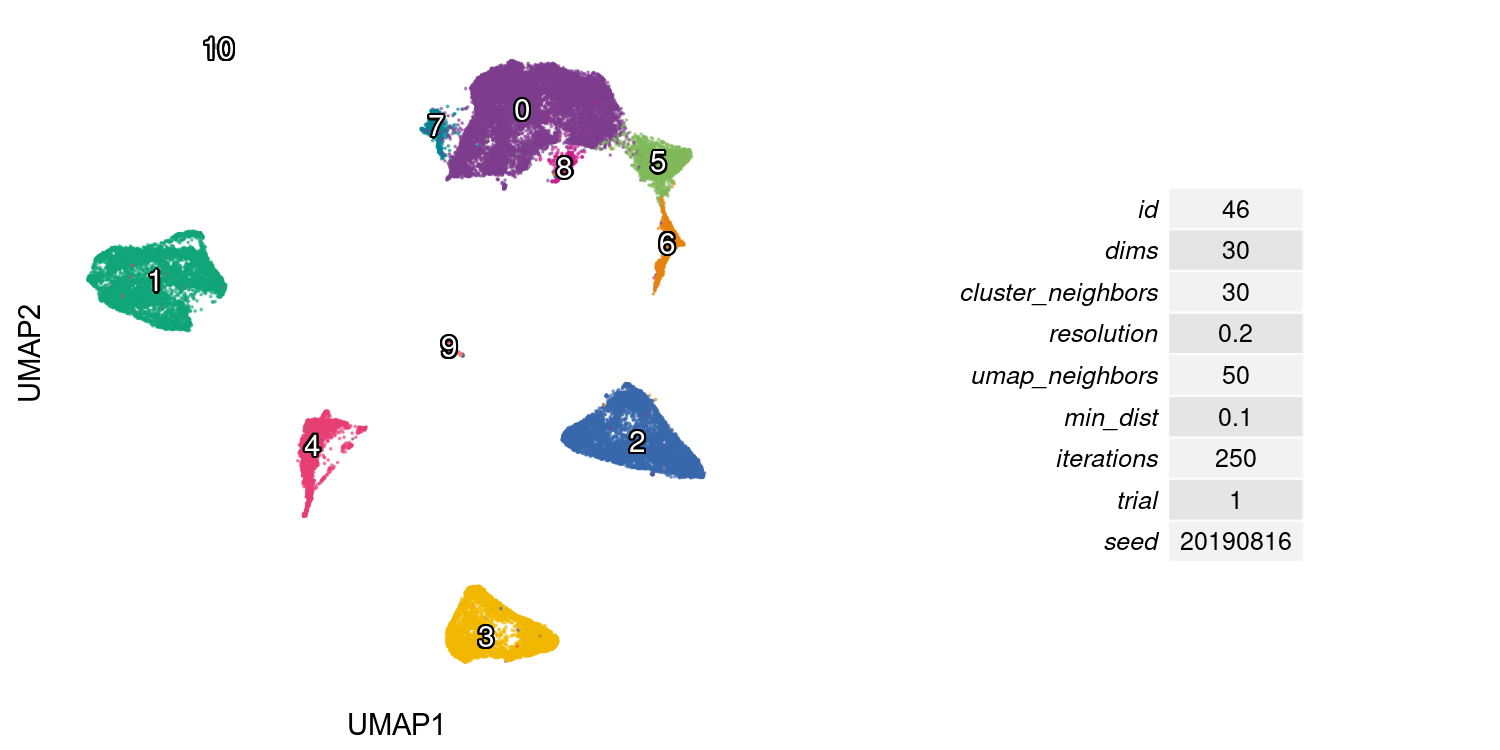 10
0
7
8
5
6
1
9
2
4
3
UMAP2
UMAP1
id 46
dims 30
cluster_neighbors 30
resolution 0.2
umap_neighbors 50
min_dist 0.1
iterations 250
trial 1
seed 20190816